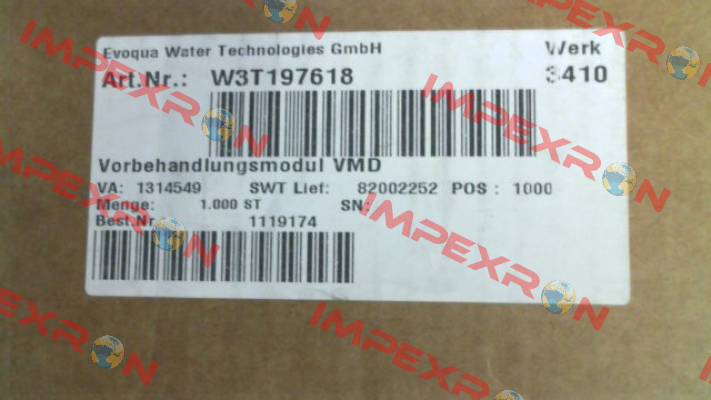 Evoqua Water Technologies GmbH Werk
Art.Nr.: W3T197618 3410
Vorbehandlungsmodul VMD
VA: 1314549 SWT Lief: 82002252 POS : 1000
Menge: 1.000 ST SN:
Best.Nr 1119174
IMPEXRON
IMPEXRON
IMPEXRON
IMPEXRON
IMPEXRON
IMPEXRON